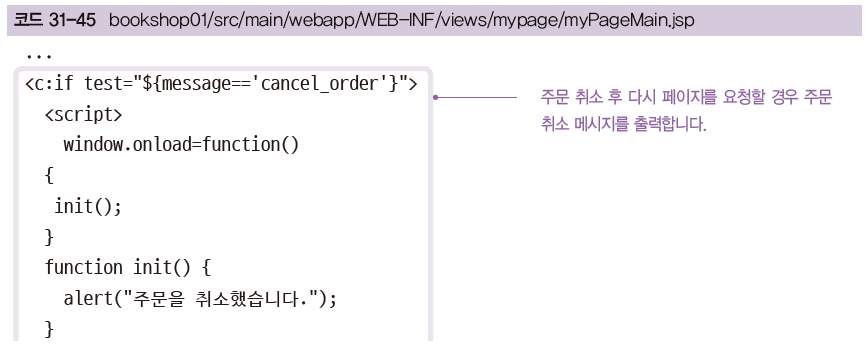 코드 31-45 bookshop01/src/main/webapp/WEB-INF/views/mypage/myPageMain.jsp
...
<c:if test="${message=='cancel_order'}">
<script>
window.onload=function()
{
init();
}
function init() {
alert("주문을 취소했습니다.");
}
주문 취소 후 다시 페이지를 요청할 경우 주문
취소 메시지를 출력합니다.